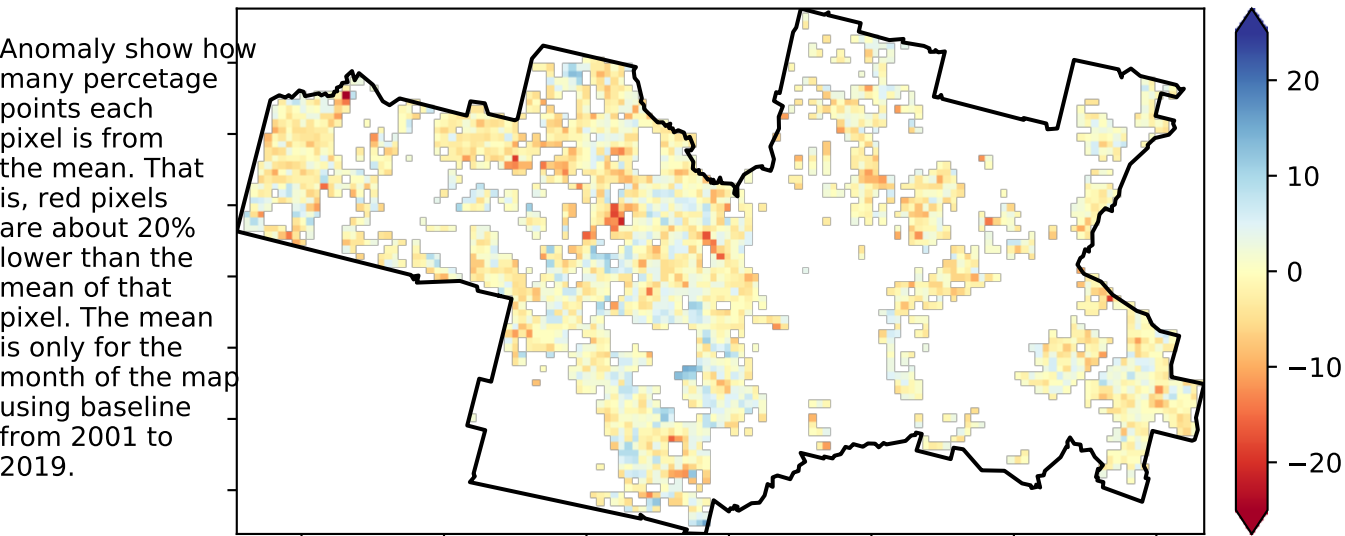 Anomaly show how
many percetage
points each
pixel is from
the mean. That
is, red pixels
are about 20%
lower than the
mean of that
pixel. The mean
is only for the
month of the map
using baseline
from 2001 to
2019.
20
10
0
−10
−20